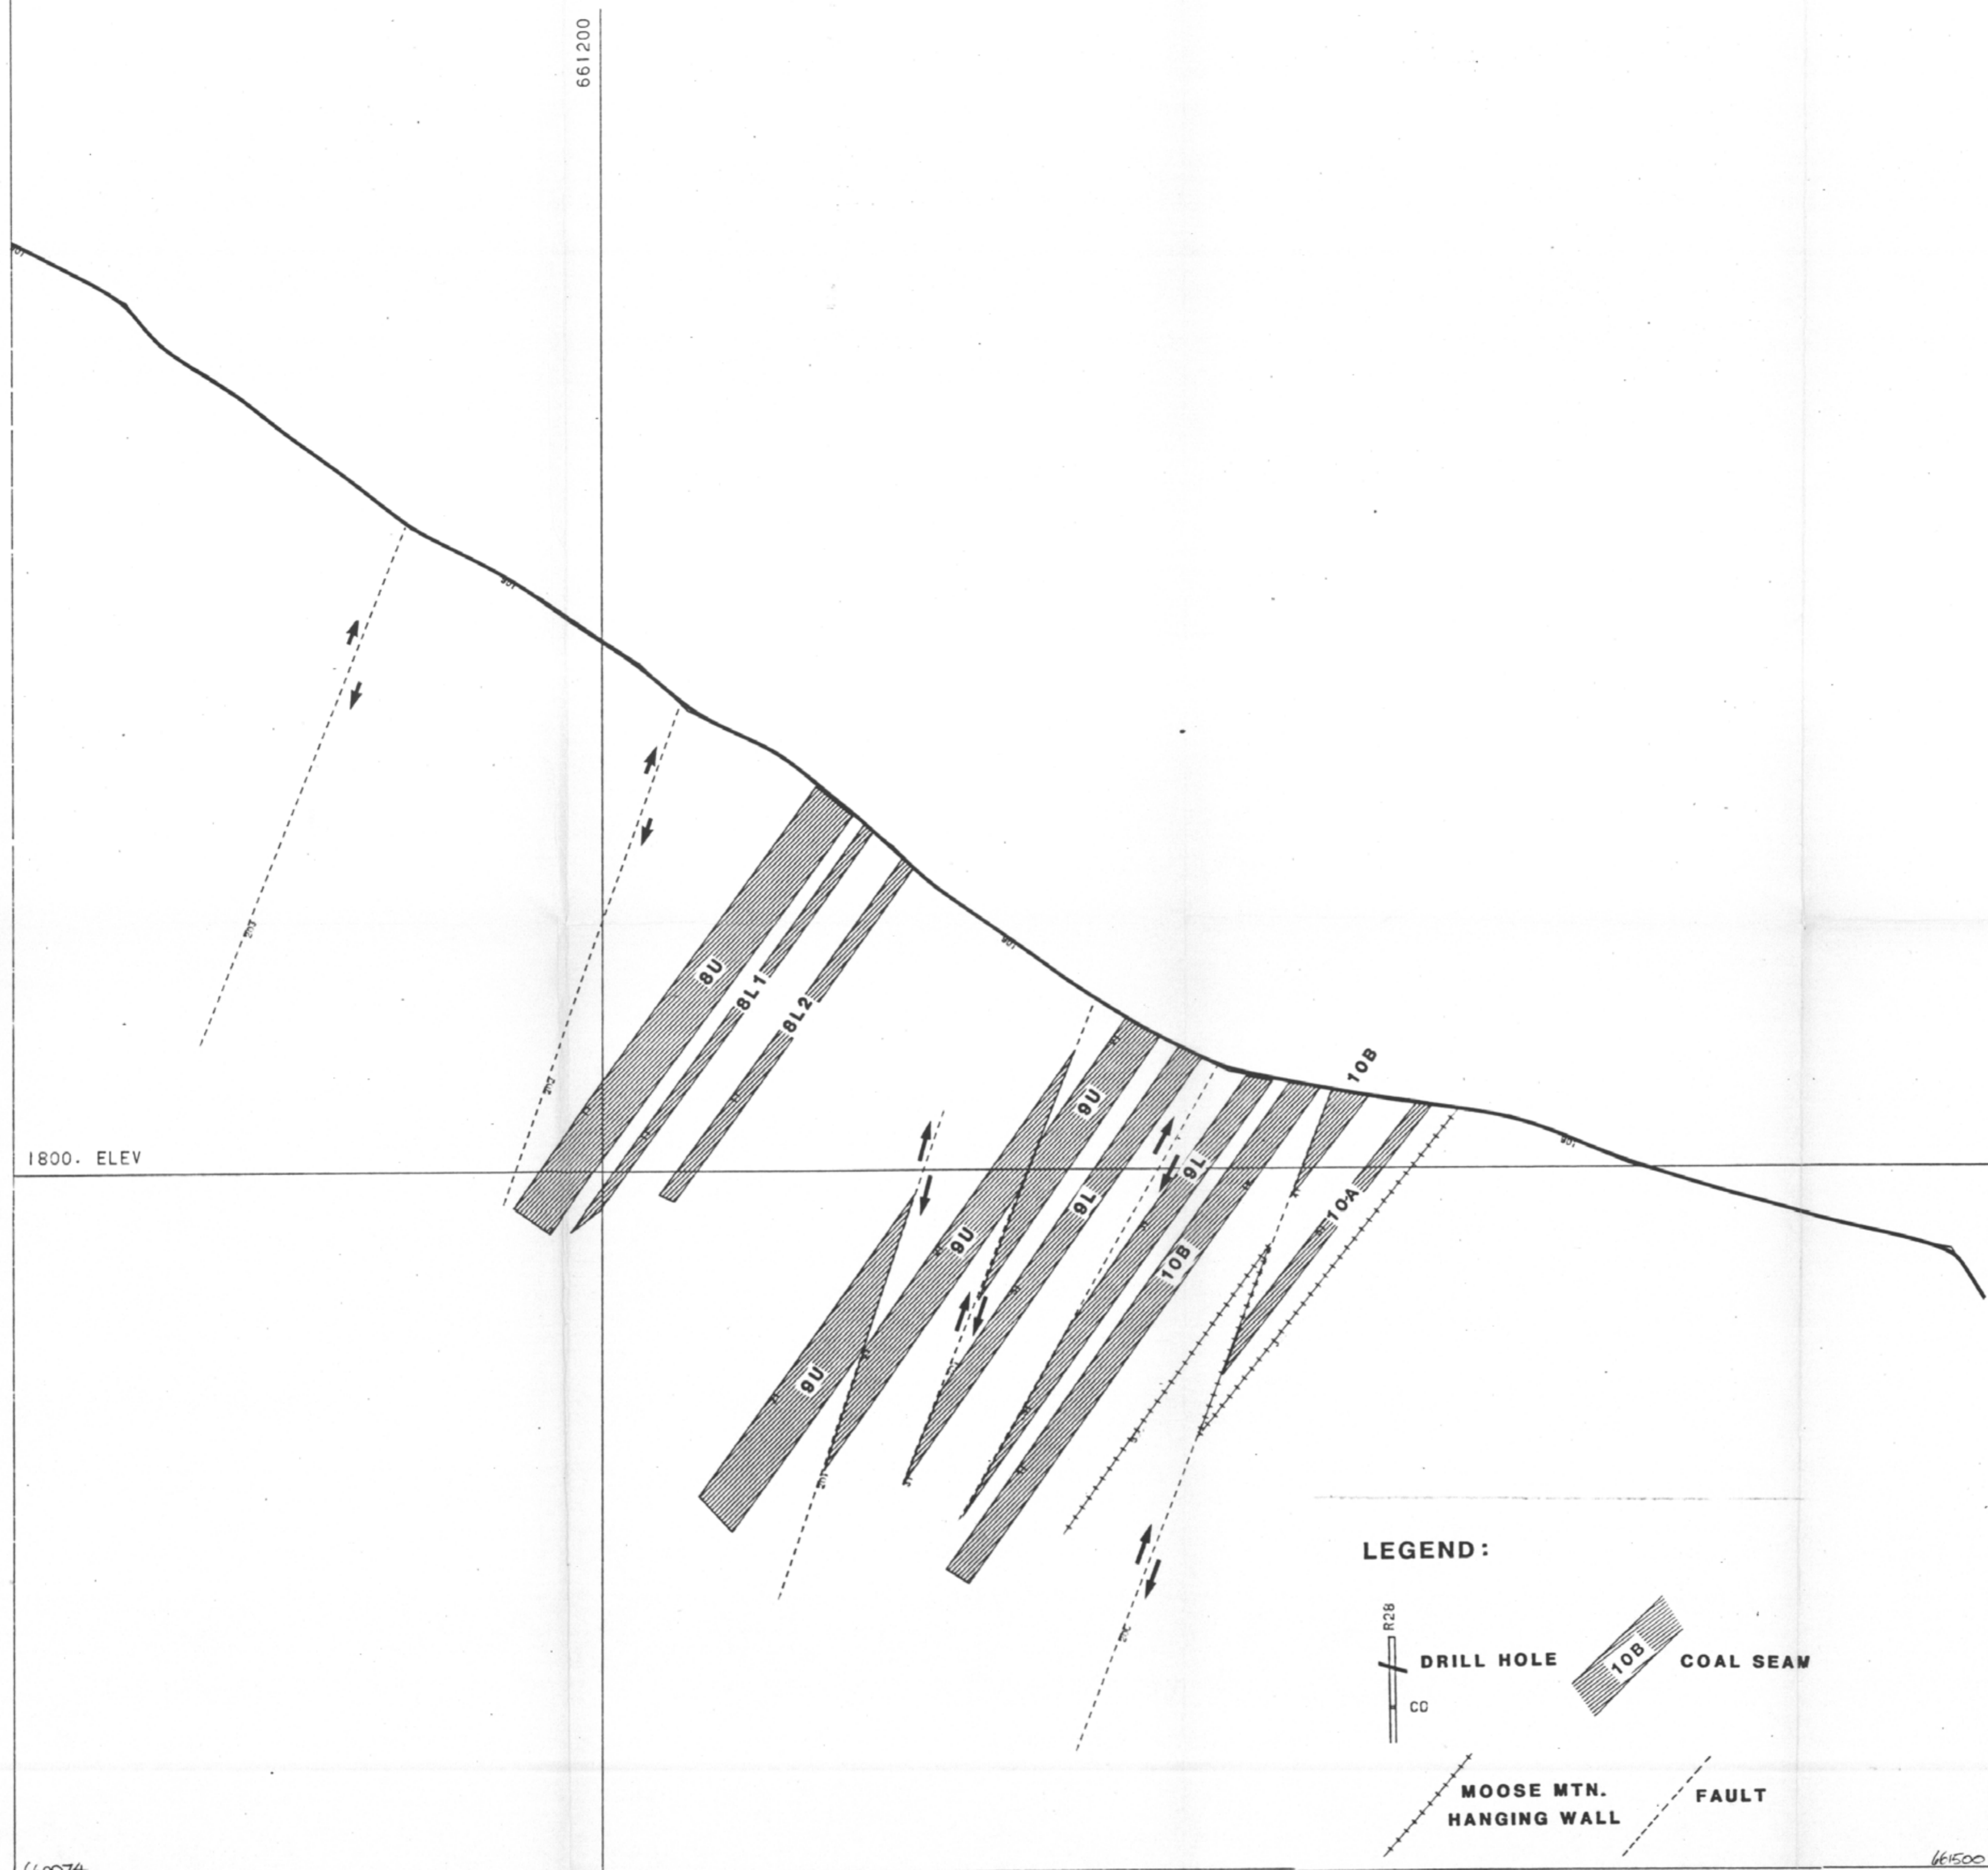 661200
8U
8L1
8L2
10B
9U
1800. ELEV
9L
9L
10A
9U
10B
9U
LEGEND:
R28
DRILL HOLE
10B
COAL SEAM
CO
MOOSE MTN.
HANGING WALL
FAULT
661500